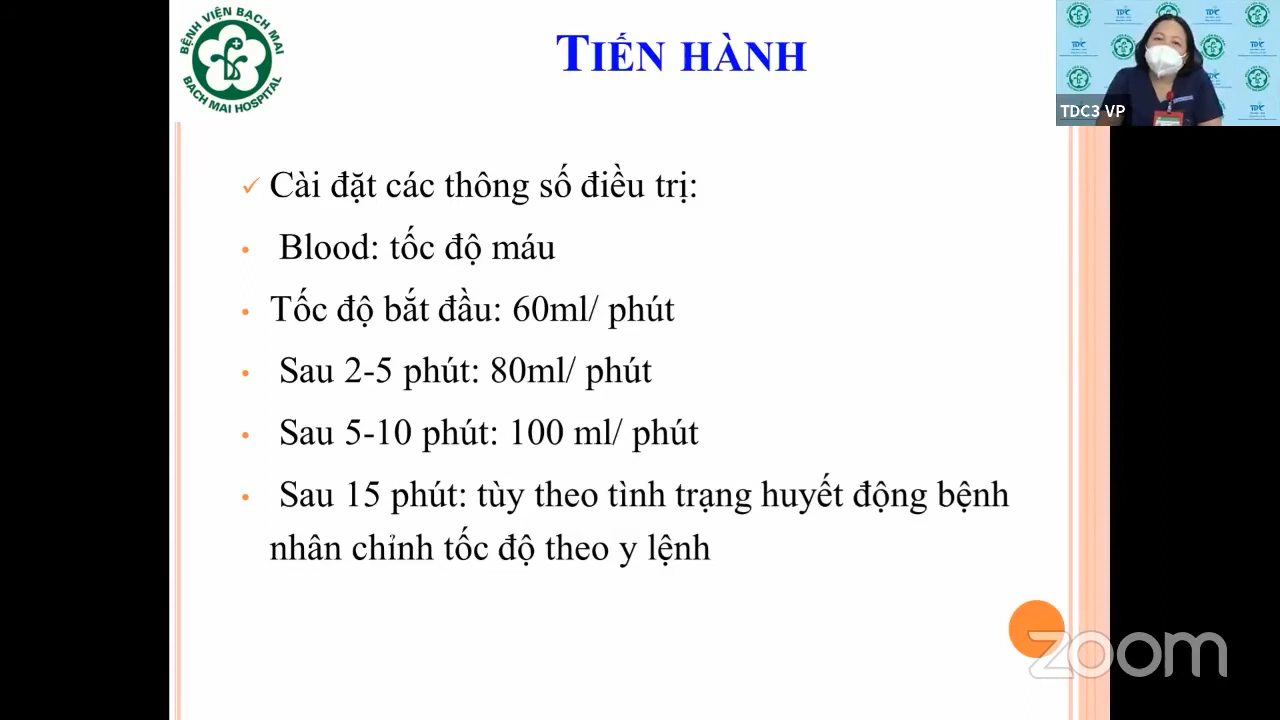 BỆNH VIỆN BẠCH MAI
BACH MAI HOSPITAL
TIẾN HÀNH
TDC3 VP
✓ Cài đặt các thông số điều trị:
• Blood: tốc độ máu
• Tốc độ bắt đầu: 60ml/ phút
• Sau 2-5 phút: 80ml/ phút
• Sau 5-10 phút: 100 ml/ phút
• Sau 15 phút: tùy theo tình trạng huyết động bệnh
nhân chỉnh tốc độ theo y lệnh
zoom